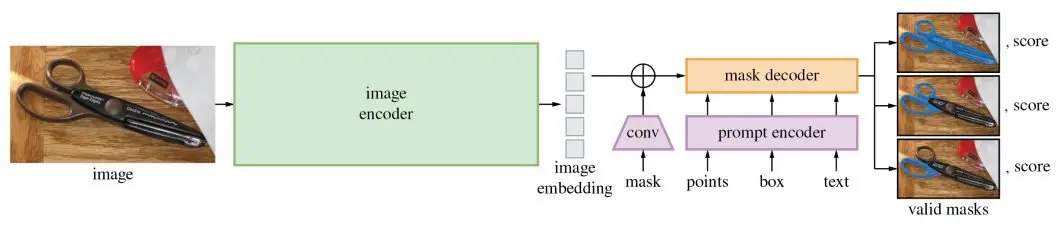 image
image
encoder
image
embedding
conv
mask
mask decoder
prompt encoder
points
box
text
, score
, score
, score
valid masks